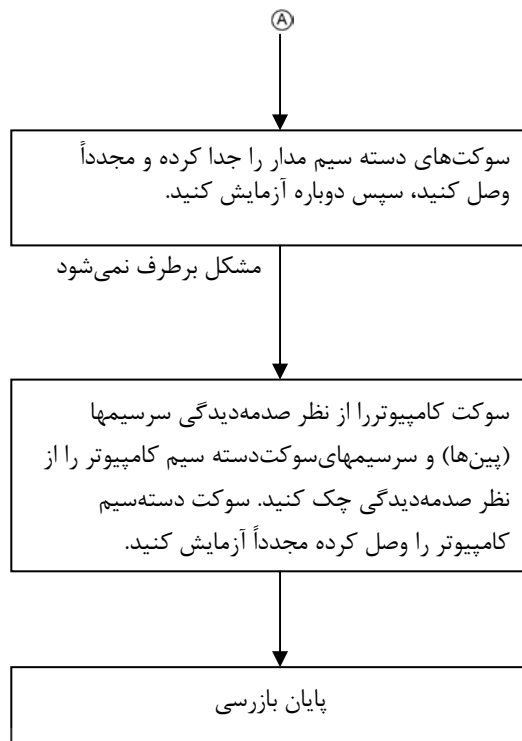 Ⓐ
سوکت‌های دسته سیم مدار را جدا کرده و مجدداً
وصل کنید، سپس دوباره آزمایش کنید.
مشکل برطرف نمی‌شود
سوکت کامپیوتررا از نظر صدمه‌دیدگی سرسیمها
(پین‌ها) و سرسیمهای‌سوکت‌دسته سیم کامپیوتر را از
نظر صدمه‌دیدگی چک کنید. سوکت دسته‌سیم
کامپیوتر را وصل کرده مجدداً آزمایش کنید.
پایان بازرسی